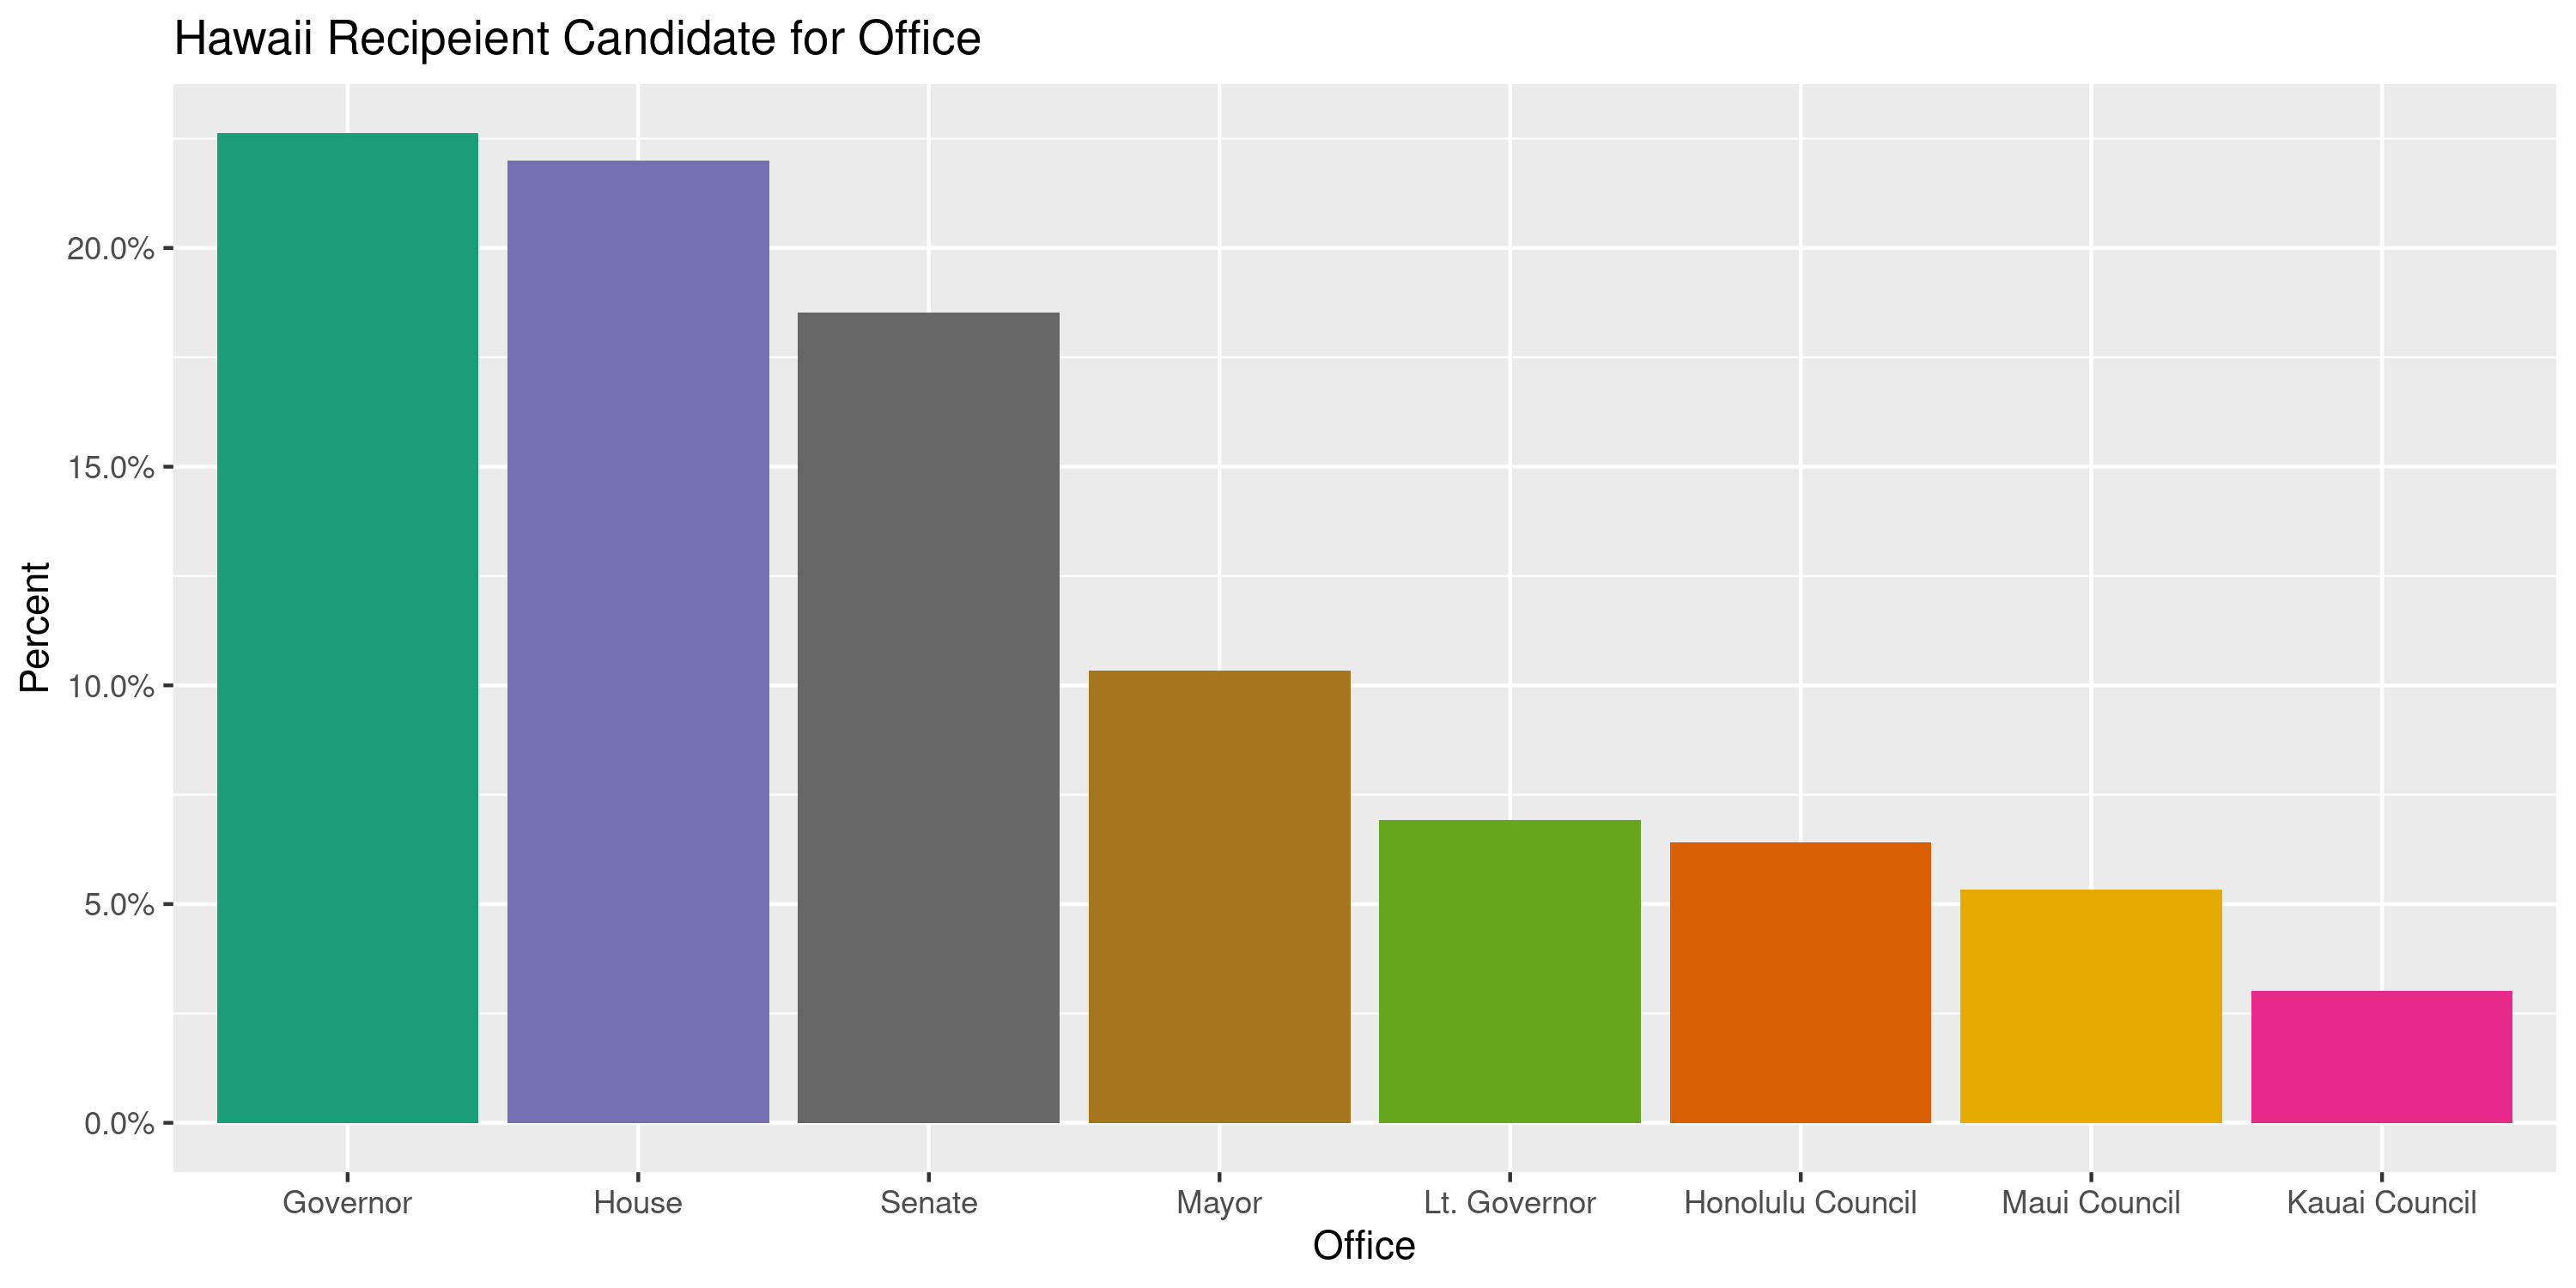 Hawaii Recipeient Candidate for Office
Percent
20.0%
15.0%
10.0%
5.0%
0.0%
Governor House Senate Mayor Lt. Governor Honolulu Council Maui Council Kauai Council
Office